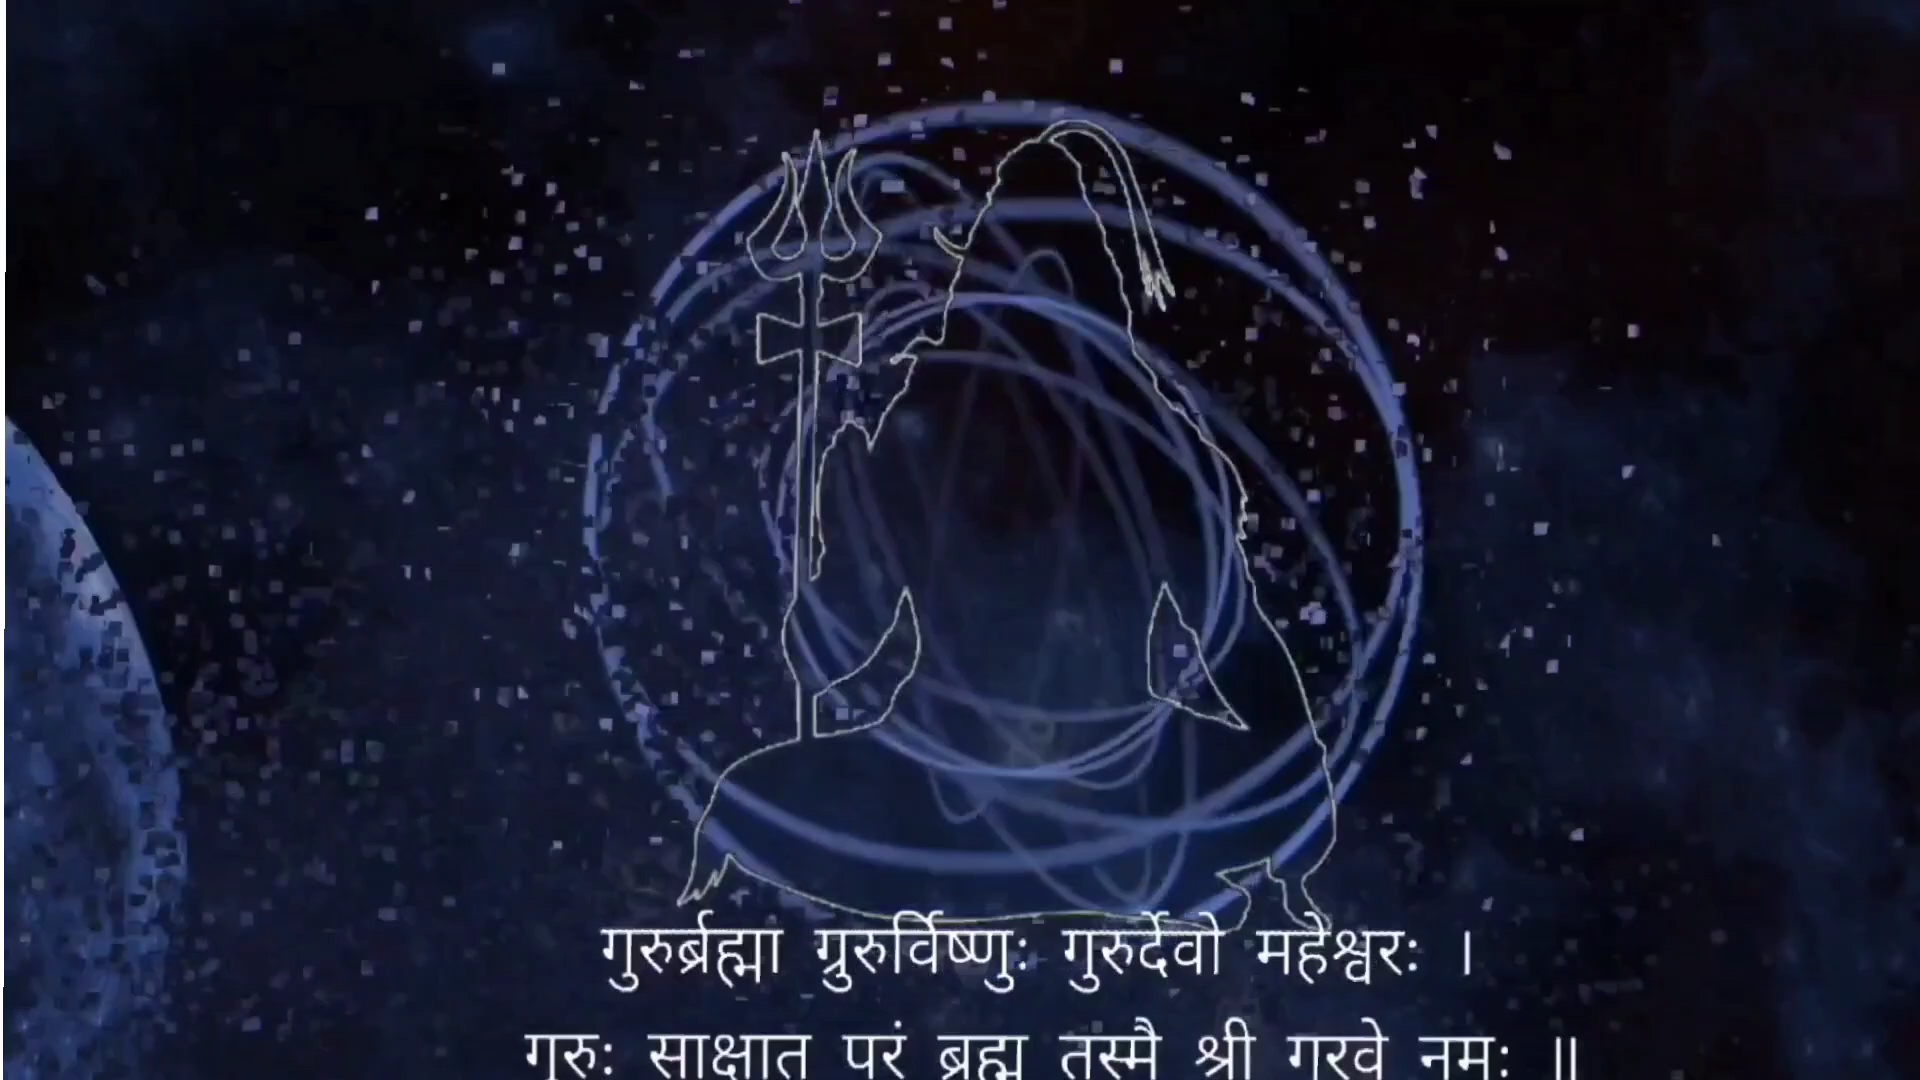 गुरुर्ब्रह्मा ग्रुरुर्विष्णुः गुरुर्देवो महेश्वरः ।
गुरुः साक्षात परं ब्रह्म तस्मै श्री गुरवे नमः ॥